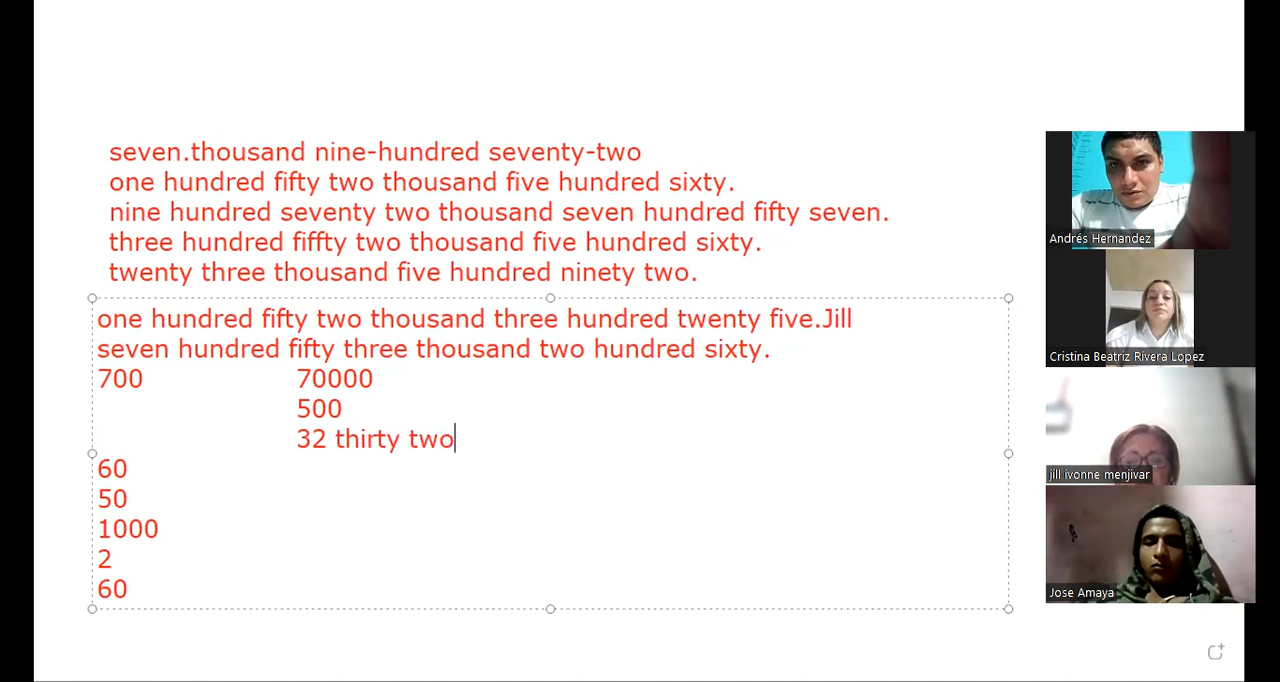 seven.thousand nine-hundred seventy-two
one hundred fifty two thousand five hundred sixty.
nine hundred seventy two thousand seven hundred fifty seven.
three hundred fiffty two thousand five hundred sixty.
twenty three thousand five hundred ninety two.
one hundred fifty two thousand three hundred twenty five.Jill
seven hundred fifty three thousand two hundred sixty.
700 70000
500
32 thirty two
60
50
1000
2
60
Andrés Hernandez
Cristina Beatriz Rivera Lopez
jill ivonne menjivar
Jose Amaya